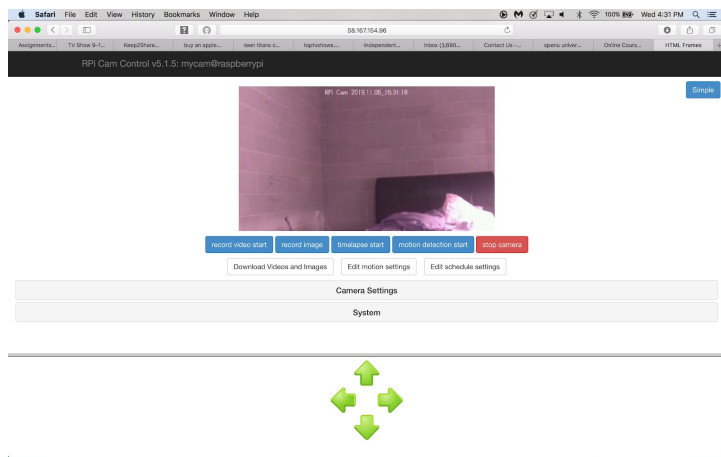 Safari File Edit View History Bookmarks Window Help 100% Wed 4:31 PM
58.167.154.96
Assignments... TV Show 9-1... Keep2Share... buy an apple... teen titans c... toptvshows.... Independent... Inbox (3,690... Contact Us -... openu univer... Online Cours... HTML Frames
RPi Cam Control v5.1.5: mycam@raspberrypi
Simple
RPi Cam 2019.11.06_16:31:18
record video start record image timelapse start motion detection start stop camera
Download Videos and Images Edit motion settings Edit schedule settings
Camera Settings
System